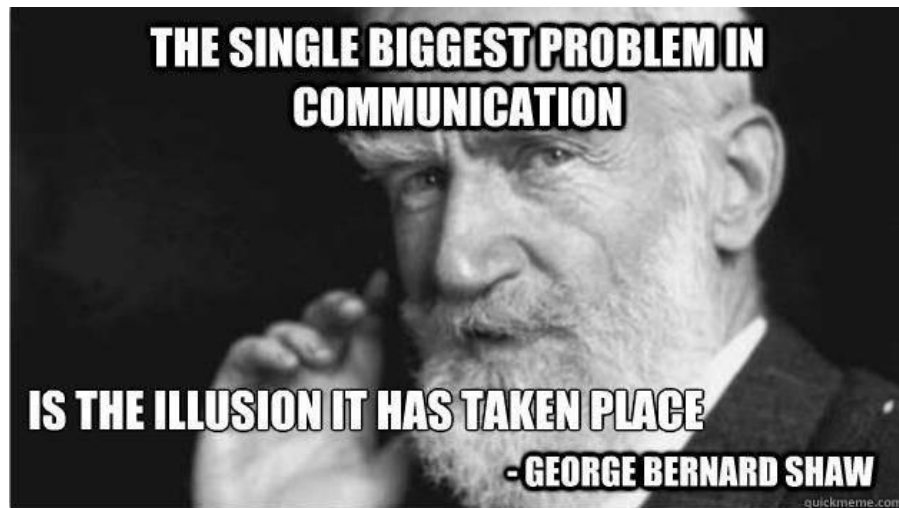 THE SINGLE BIGGEST PROBLEM IN
COMMUNICATION
IS THE ILLUSION IT HAS TAKEN PLACE
- GEORGE BERNARD SHAW
quickmeme.com